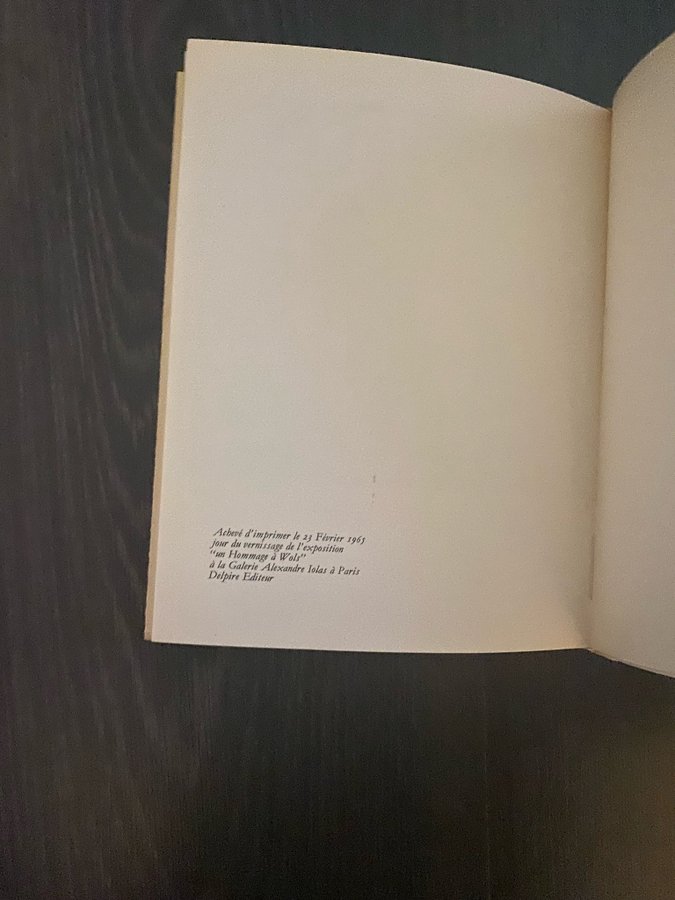 Achevé d'imprimer le 23 Février 1965
jour du vernissage de l'exposition
"un Hommage à Wols"
à la Galerie Alexandre Iolas à Paris
Delpire Editeur